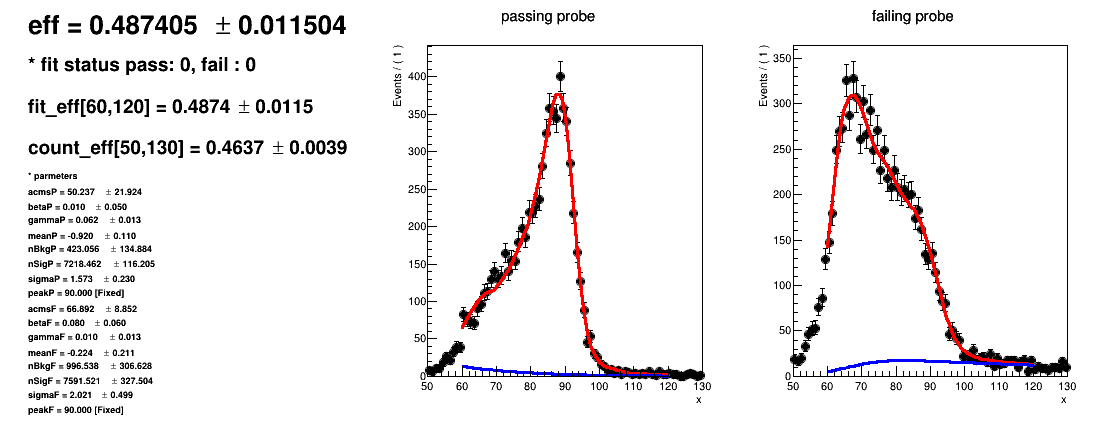 eff = 0.487405 ± 0.011504
* fit status pass: 0, fail : 0
fit_eff[60,120] = 0.4874 ± 0.0115
count_eff[50,130] = 0.4637 ± 0.0039
* parmeters
acmsP = 50.237 ± 21.924
betaP = 0.010 ± 0.050
gammaP = 0.062 ± 0.013
meanP = -0.920 ± 0.110
nBkgP = 423.056 ± 134.884
nSigP = 7218.462 ± 116.205
sigmaP = 1.573 ± 0.230
peakP = 90.000 [Fixed]
acmsF = 66.892 ± 8.852
betaF = 0.080 ± 0.060
gammaF = 0.010 ± 0.013
meanF = -0.224 ± 0.211
nBkgF = 996.538 ± 306.628
nSigF = 7591.521 ± 327.504
sigmaF = 2.021 ± 0.499
peakF = 90.000 [Fixed]
passing probe
Events / ( 1 )
400
350
300
250
200
150
100
50
0
50 60 70 80 90 100 110 120 130
x
failing probe
Events / ( 1 )
350
300
250
200
150
100
50
0
50 60 70 80 90 100 110 120 130
x